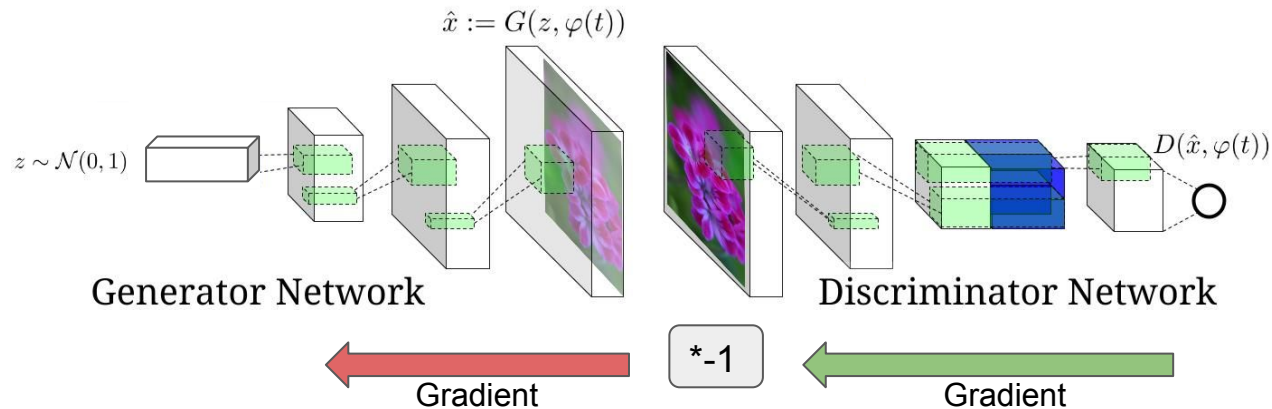 x̂ := G(z, φ(t))
z ∼ 𝒩(0, 1)
D(x̂, φ(t))
Generator Network
Discriminator Network
*-1
Gradient
Gradient